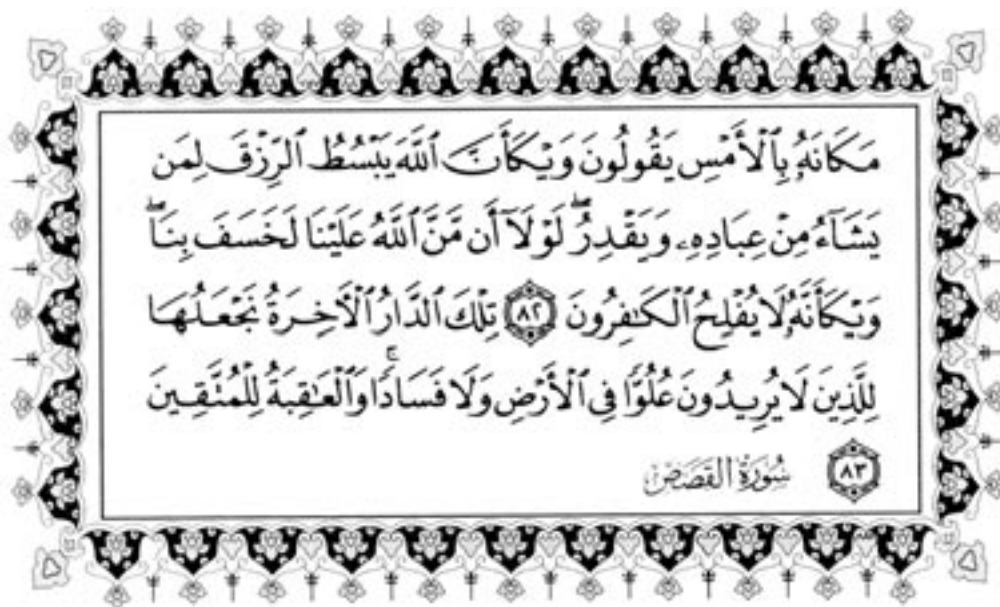 مَكَانَهُۥ بِٱلْأَمْسِ يَقُولُونَ وَيْكَأَنَّ ٱللَّهَ يَبْسُطُ ٱلرِّزْقَ لِمَن
يَشَآءُ مِنْ عِبَادِهِۦ وَيَقْدِرُۖ لَوْلَآ أَن مَّنَّ ٱللَّهُ عَلَيْنَا لَخَسَفَ بِنَاۖ
وَيْكَأَنَّهُۥ لَا يُفْلِحُ ٱلْكَٰفِرُونَ ٨٢ تِلْكَ ٱلدَّارُ ٱلْأَخِرَةُ نَجْعَلُهَا
لِلَّذِينَ لَا يُرِيدُونَ عُلُوًّا فِى ٱلْأَرْضِ وَلَا فَسَادًاۚ وَٱلْعَٰقِبَةُ لِلْمُتَّقِينَ
٨٣ سُورَةُ القَصَصِ